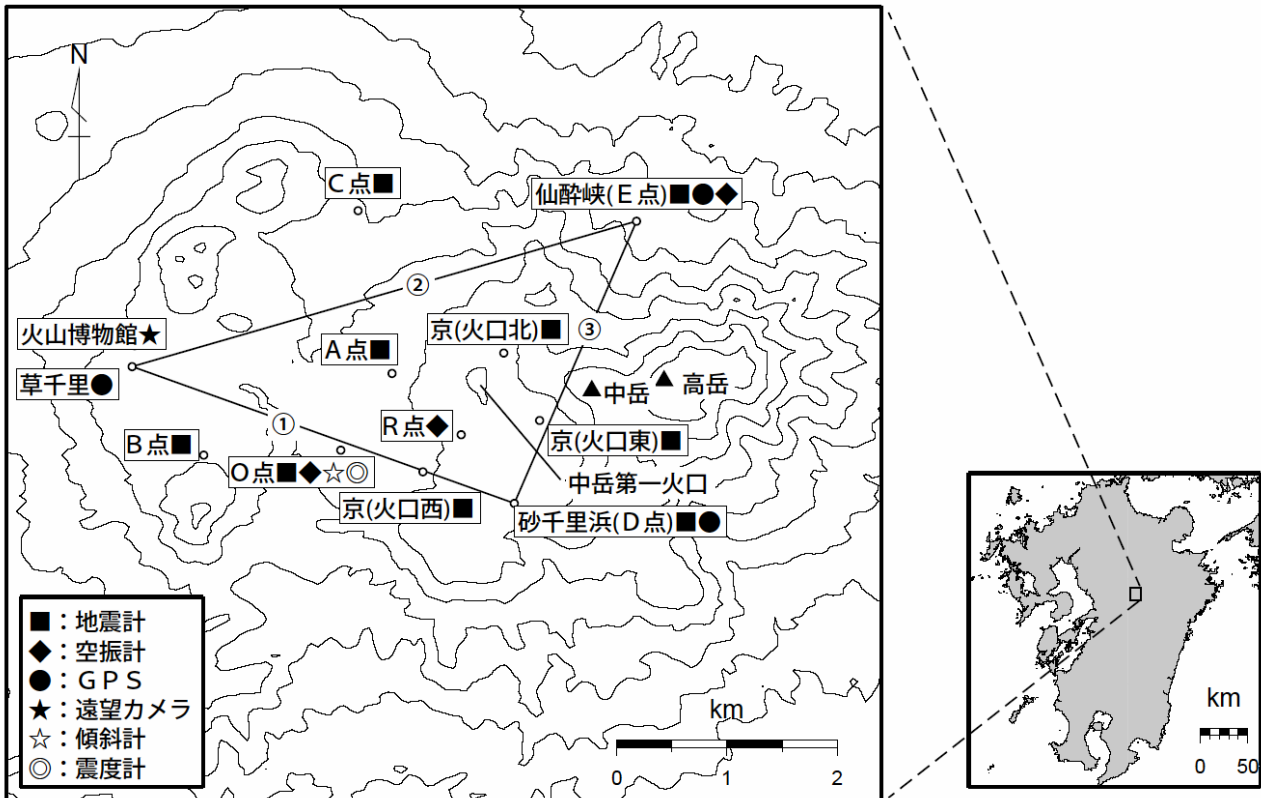 N
C点■
仙酔峡(E点)■●◆
②
火山博物館★
京(火口北)■
③
A点■
草千里●
▲中岳
▲ 高岳
①
R点◆
B点■
京(火口東)■
O点■◆☆◎
中岳第一火口
京(火口西)■
砂千里浜(D点)■●
■:地震計
◆:空振計
●:GPS
★:遠望カメラ
☆:傾斜計
◎:震度計
km
0 1 2
km
0 50